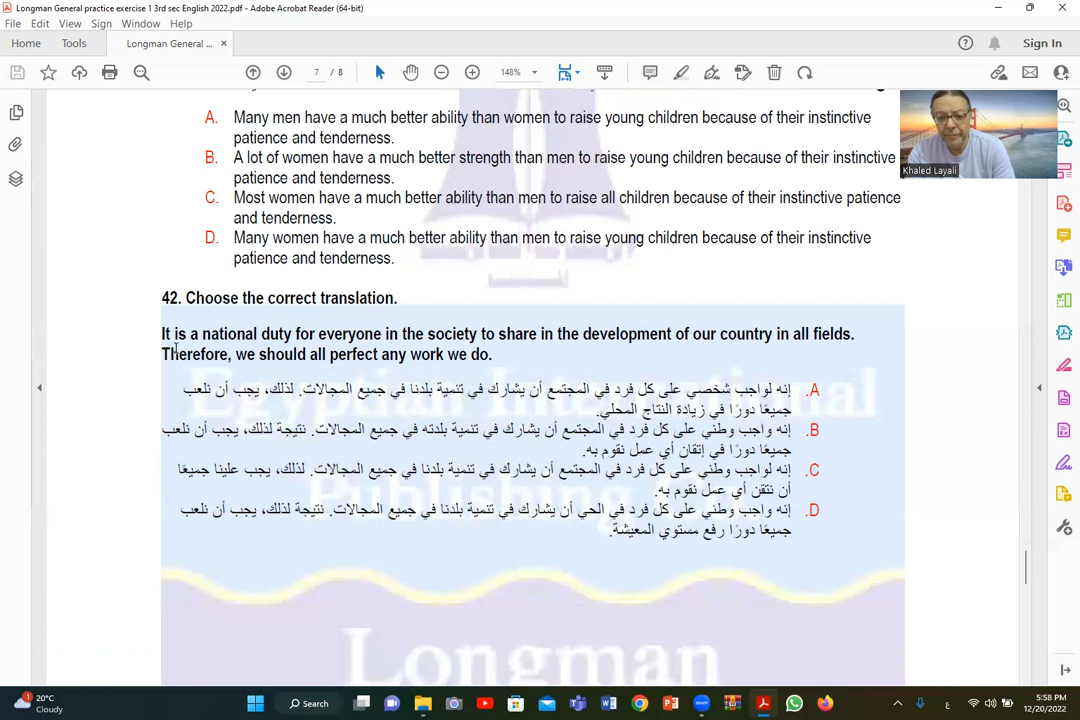 Longman General practice exercise 1 3rd sec English 2022.pdf - Adobe Acrobat Reader (64-bit)
File Edit View Sign Window Help
Home Tools Longman General ... × Sign In
7 / 8 148%
A. Many men have a much better ability than women to raise young children because of their instinctive
patience and tenderness.
B. A lot of women have a much better strength than men to raise young children because of their instinctive
patience and tenderness.
C. Most women have a much better ability than men to raise all children because of their instinctive patience
and tenderness.
D. Many women have a much better ability than men to raise young children because of their instinctive
patience and tenderness.
Khaled Layali
42. Choose the correct translation.
It is a national duty for everyone in the society to share in the development of our country in all fields.
Therefore, we should all perfect any work we do.
A. إنه لواجب شخصي على كل فرد في المجتمع أن يشارك في تنمية بلدنا في جميع المجالات. لذلك، يجب أن نلعب
جميعًا دورًا في زيادة النتاج المحلي.
B. إنه واجب وطني على كل فرد في المجتمع أن يشارك في تنمية بلدته في جميع المجالات. نتيجة لذلك، يجب أن نلعب
جميعًا دورًا في إتقان أي عمل نقوم به.
C. إنه لواجب وطني على كل فرد في المجتمع أن يشارك في تنمية بلدنا في جميع المجالات. لذلك، يجب علينا جميعًا
أن نتقن أي عمل نقوم به.
D. إنه واجب وطني على كل فرد في الحي أن يشارك في تنمية بلدنا في جميع المجالات. نتيجة لذلك، يجب أن نلعب
جميعًا دورًا رفع مستوي المعيشة.
Egyptian International
Publishing
Longman
1
20°C
Cloudy
Search
ع
5:58 PM
12/20/2022